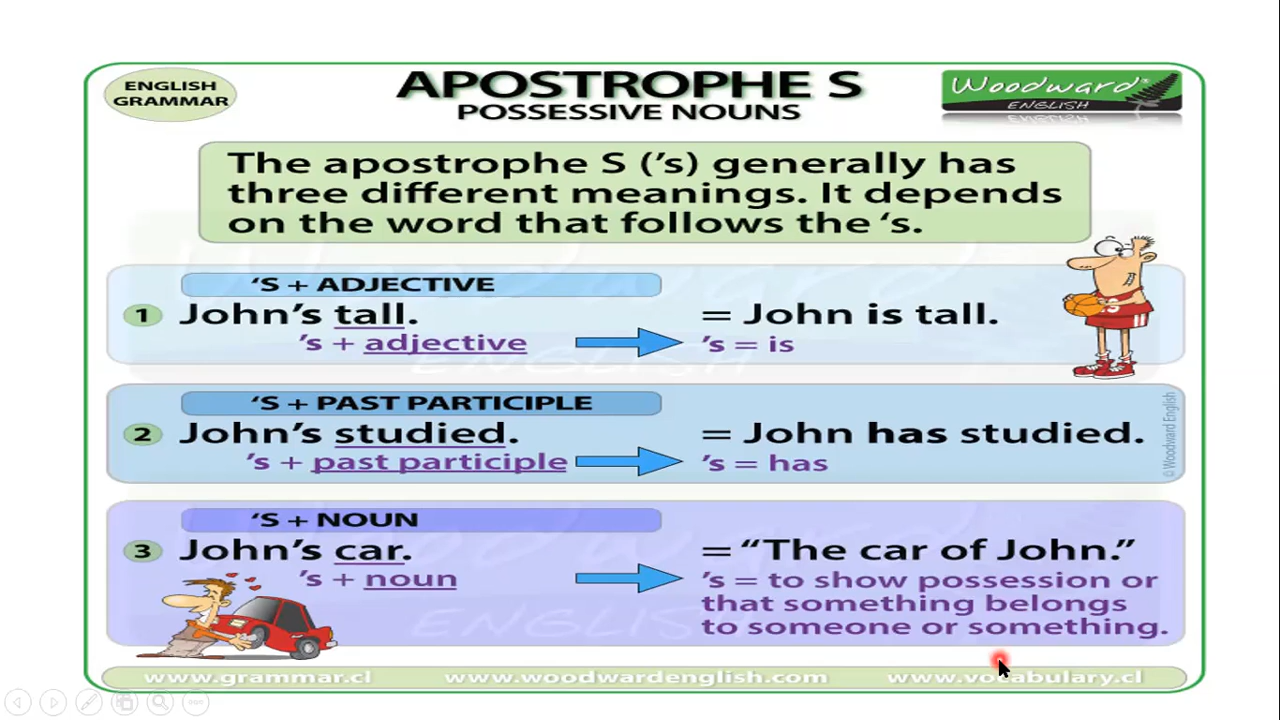 ENGLISH
GRAMMAR
APOSTROPHE S
POSSESSIVE NOUNS
Woodward®
ENGLISH
The apostrophe S (’s) generally has
three different meanings. It depends
on the word that follows the ‘s.
‘S + ADJECTIVE
1 John’s tall. = John is tall.
’s + adjective ’s = is
‘S + PAST PARTICIPLE
2 John’s studied. = John has studied.
’s + past participle ’s = has
© Woodward English
‘S + NOUN
3 John’s car. = “The car of John.”
’s + noun ’s = to show possession or
that something belongs
to someone or something.
www.grammar.cl www.woodwardenglish.com www.vocabulary.cl